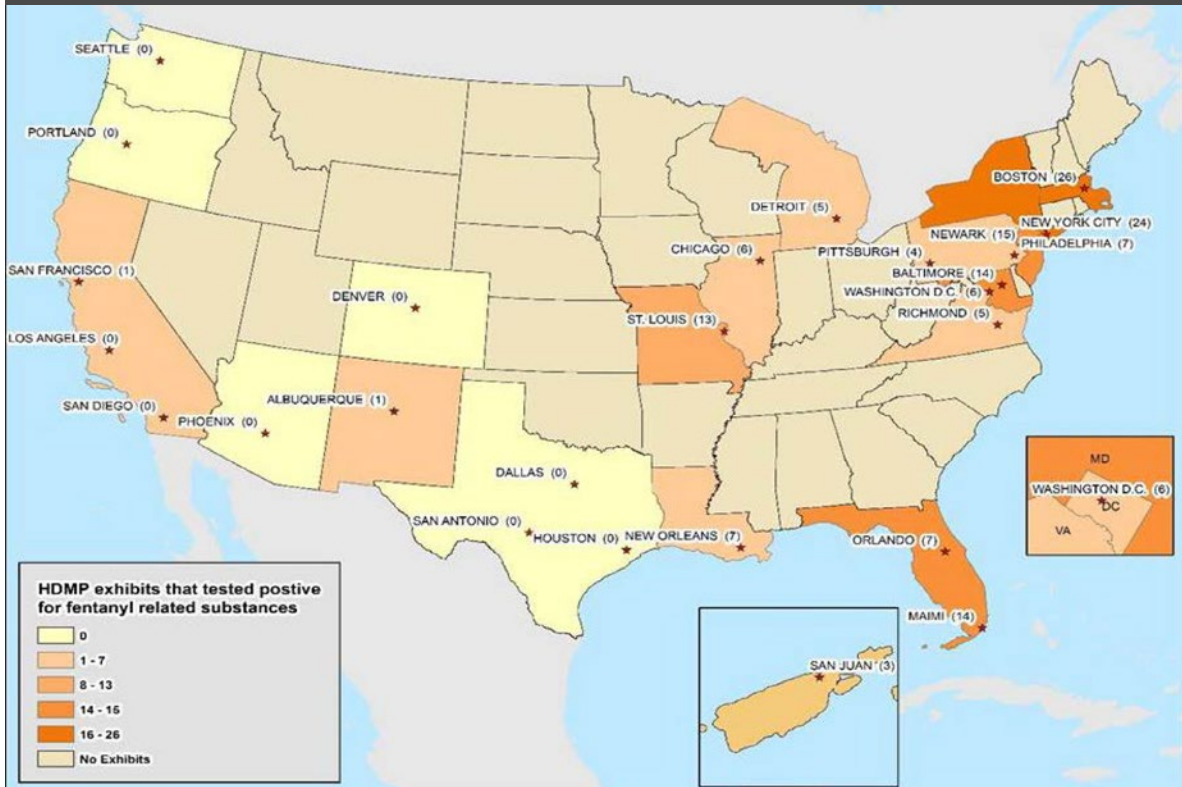 SEATTLE (0)
PORTLAND (0)
BOSTON (26)
DETROIT (5)
NEW YORK CITY (24)
NEWARK (15)
PHILADELPHIA (7)
CHICAGO (6)
PITTSBURGH (4)
BALTIMORE (14)
SAN FRANCISCO (1)
WASHINGTON D.C. (6)
DENVER (0)
RICHMOND (5)
ST. LOUIS (13)
LOS ANGELES (0)
ALBUQUERQUE (1)
SAN DIEGO (0)
PHOENIX (0)
MD
DALLAS (0)
WASHINGTON D.C. (6)
DC
SAN ANTONIO (0)
VA
HOUSTON (0)
NEW ORLEANS (7)
ORLANDO (7)
MAIMI (14)
SAN JUAN (3)
HDMP exhibits that tested postive
for fentanyl related substances
0
1 - 7
8 - 13
14 - 15
16 - 26
No Exhibits